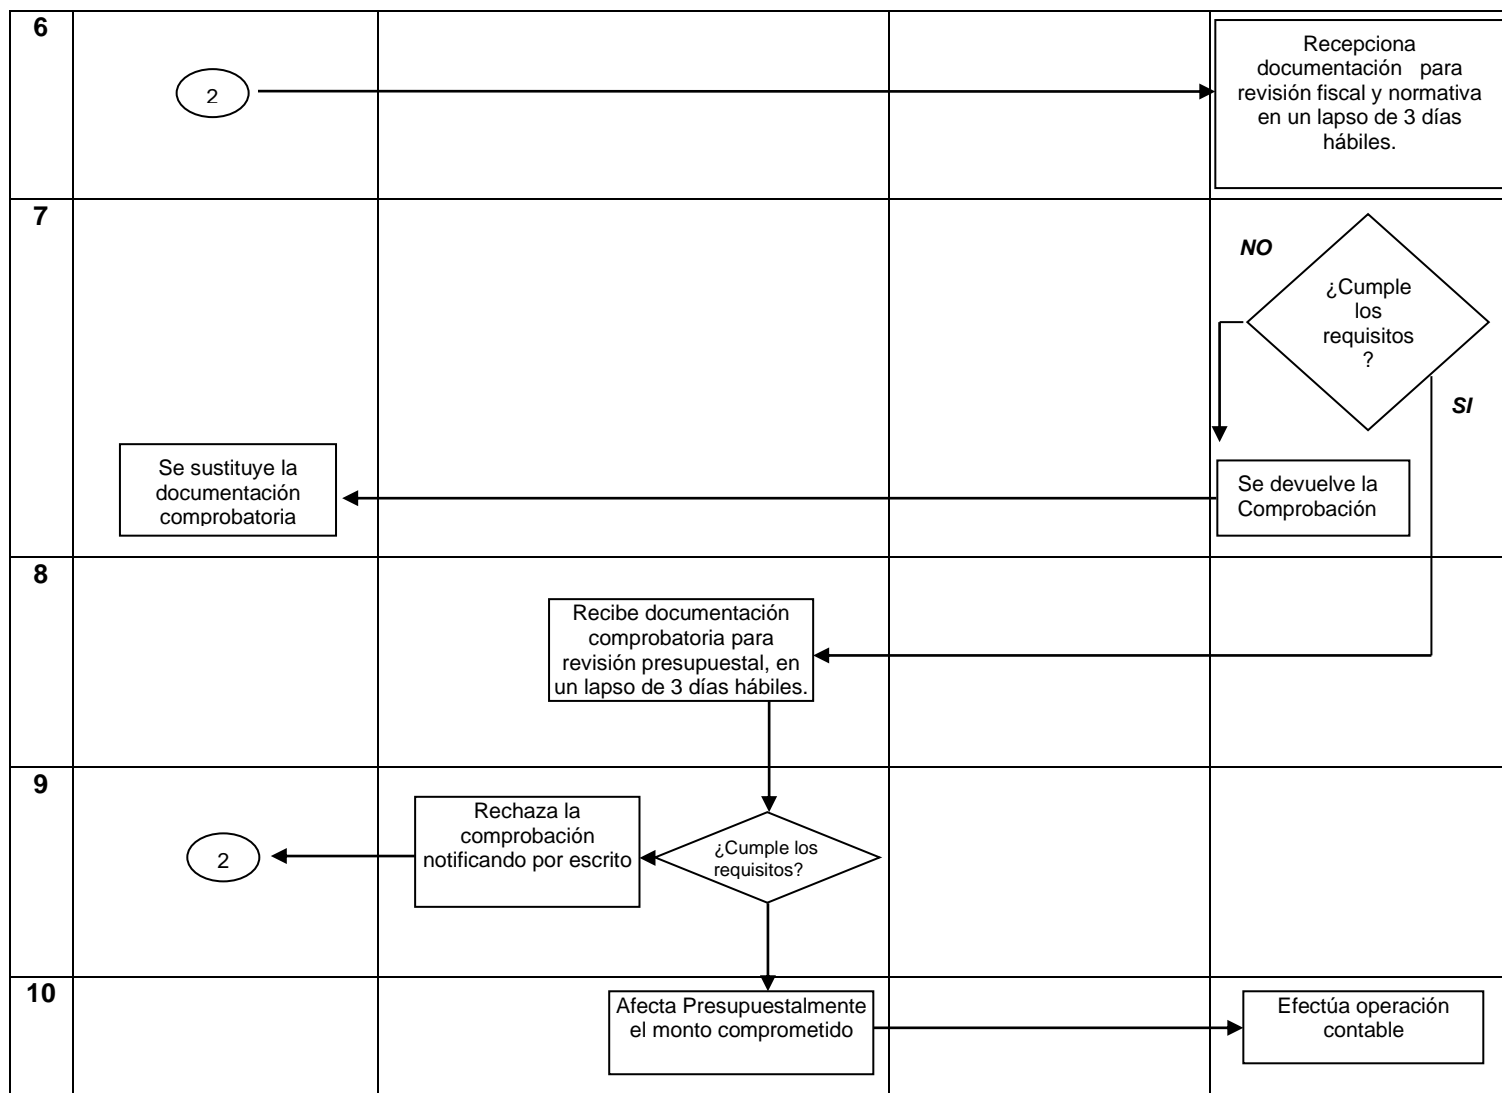 6
2
Recepciona
documentación para
revisión fiscal y normativa
en un lapso de 3 días
hábiles.
7
NO
¿Cumple
los
requisitos
?
SI
Se sustituye la
documentación
comprobatoria
Se devuelve la
Comprobación
8
Recibe documentación
comprobatoria para
revisión presupuestal, en
un lapso de 3 días hábiles.
9
2
Rechaza la
comprobación
notificando por escrito
¿Cumple los
requisitos?
10
Afecta Presupuestalmente
el monto comprometido
Efectúa operación
contable